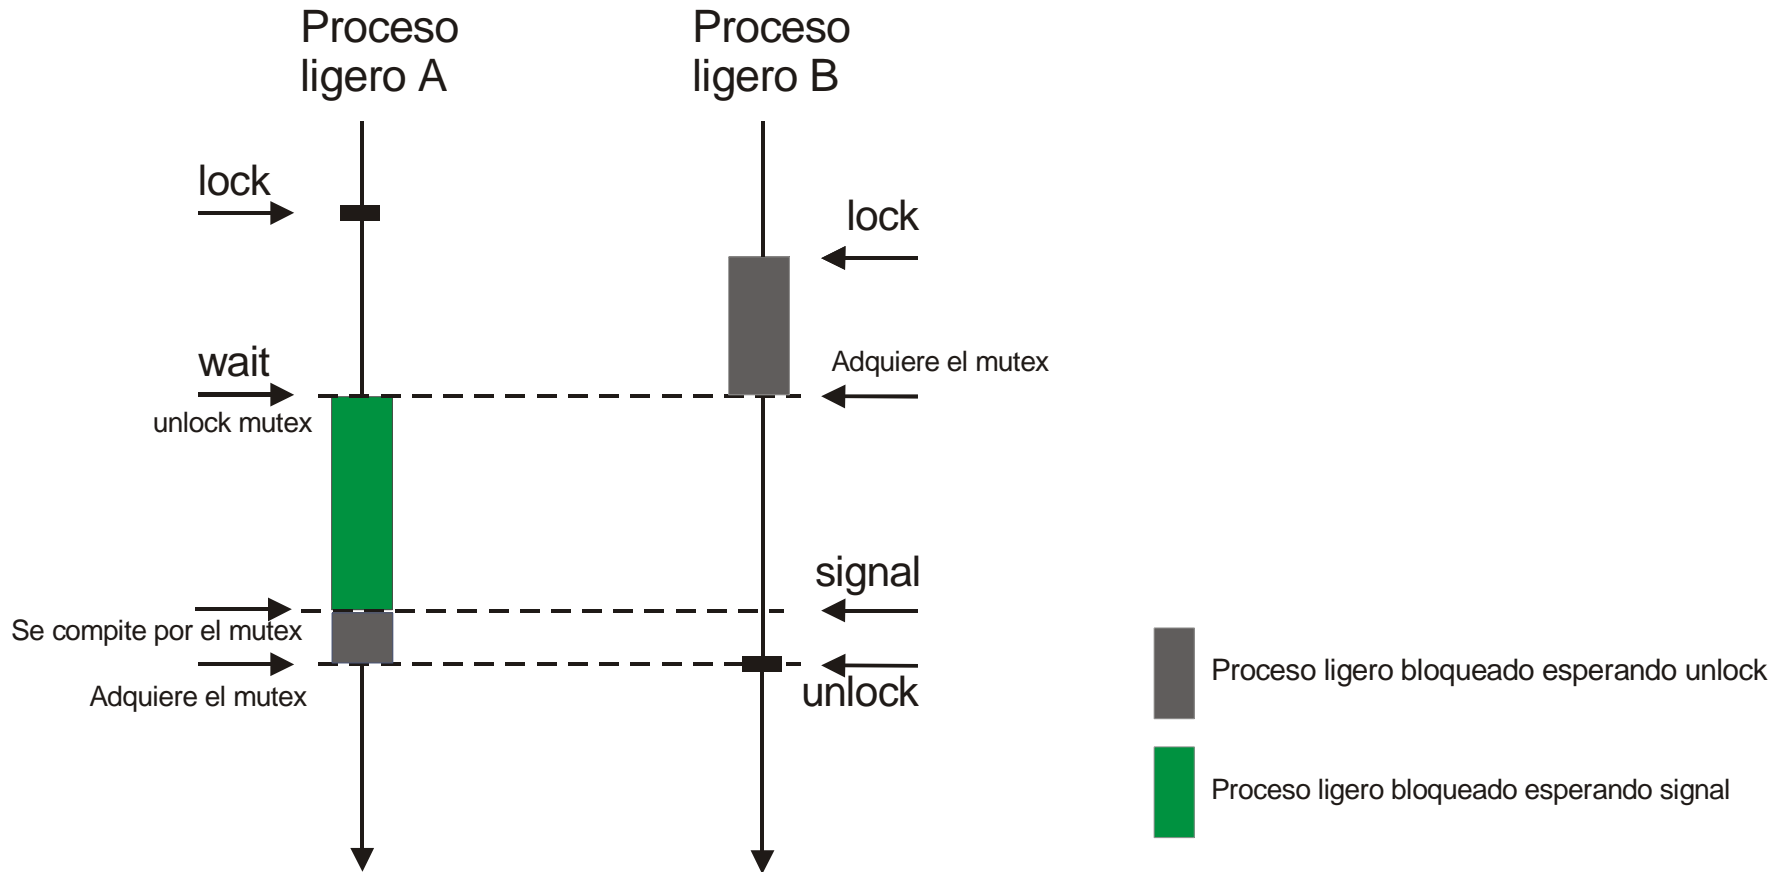 Proceso
ligero A
Proceso
ligero B
lock
lock
wait
Adquiere el mutex
unlock mutex
signal
Se compite por el mutex
Adquiere el mutex
unlock
Proceso ligero bloqueado esperando unlock
Proceso ligero bloqueado esperando signal